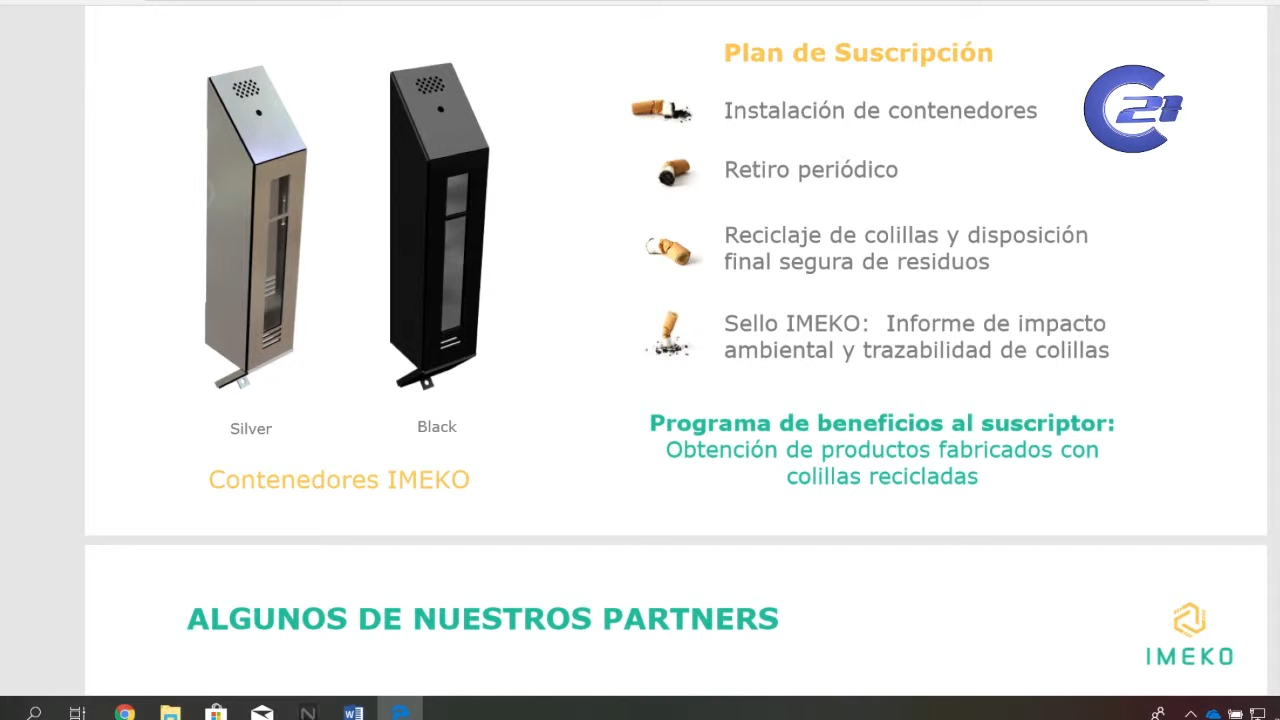 Plan de Suscripción
Instalación de contenedores
C21
Retiro periódico
Reciclaje de colillas y disposición
final segura de residuos
Sello IMEKO: Informe de impacto
ambiental y trazabilidad de colillas
Silver
Black
Contenedores IMEKO
Programa de beneficios al suscriptor:
Obtención de productos fabricados con
colillas recicladas
ALGUNOS DE NUESTROS PARTNERS
IMEKO